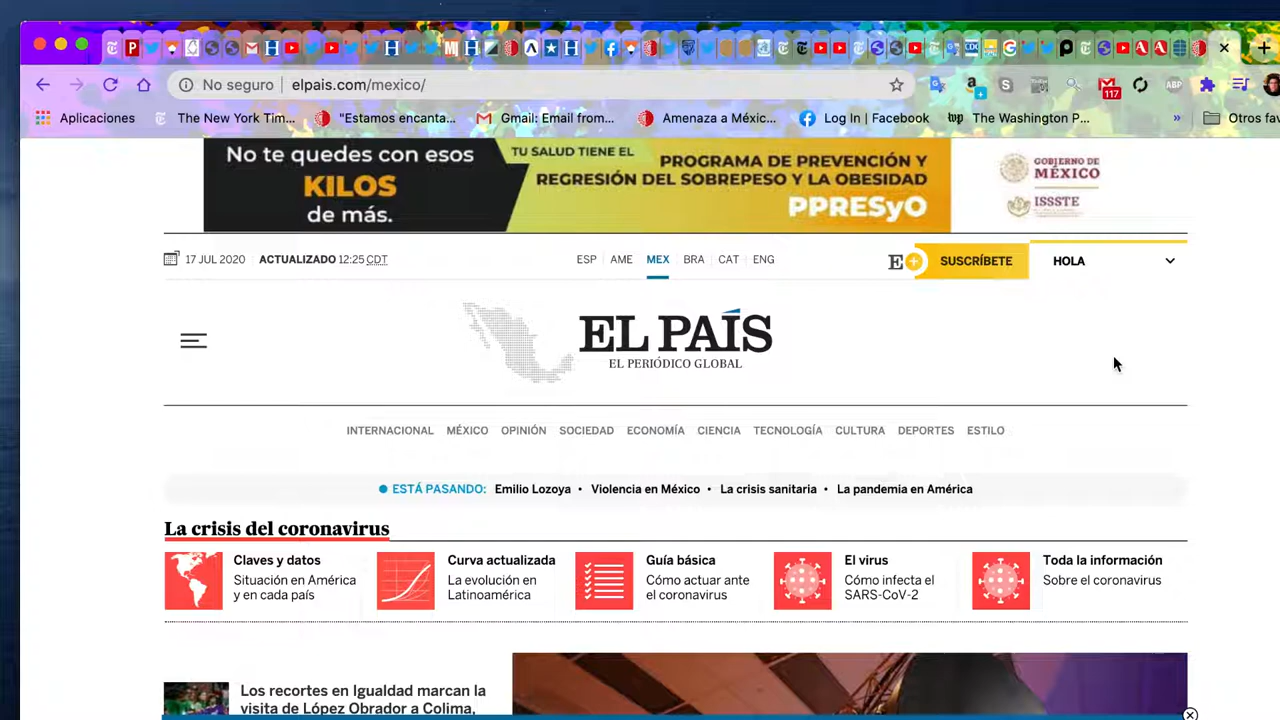 No seguro | elpais.com/mexico/
117
ABP
Aplicaciones
The New York Tim...
"Estamos encanta...
Gmail: Email from...
Amenaza a Méxic...
Log In | Facebook
wp The Washington P...
»
Otros fav
No te quedes con esos
KILOS
de más.
TU SALUD TIENE EL
PROGRAMA DE PREVENCIÓN Y
REGRESIÓN DEL SOBREPESO Y LA OBESIDAD
PPRESyO
GOBIERNO DE
MÉXICO
ISSSTE
17 JUL 2020 ACTUALIZADO 12:25 CDT
ESP AME MEX BRA CAT ENG
E+ SUSCRÍBETE
HOLA
EL PAÍS
EL PERIÓDICO GLOBAL
INTERNACIONAL MÉXICO OPINIÓN SOCIEDAD ECONOMÍA CIENCIA TECNOLOGÍA CULTURA DEPORTES ESTILO
ESTÁ PASANDO: Emilio Lozoya • Violencia en México • La crisis sanitaria • La pandemia en América
La crisis del coronavirus
Claves y datos
Situación en América
y en cada país
Curva actualizada
La evolución en
Latinoamérica
Guía básica
Cómo actuar ante
el coronavirus
El virus
Cómo infecta el
SARS-CoV-2
Toda la información
Sobre el coronavirus
Los recortes en Igualdad marcan la
visita de López Obrador a Colima,